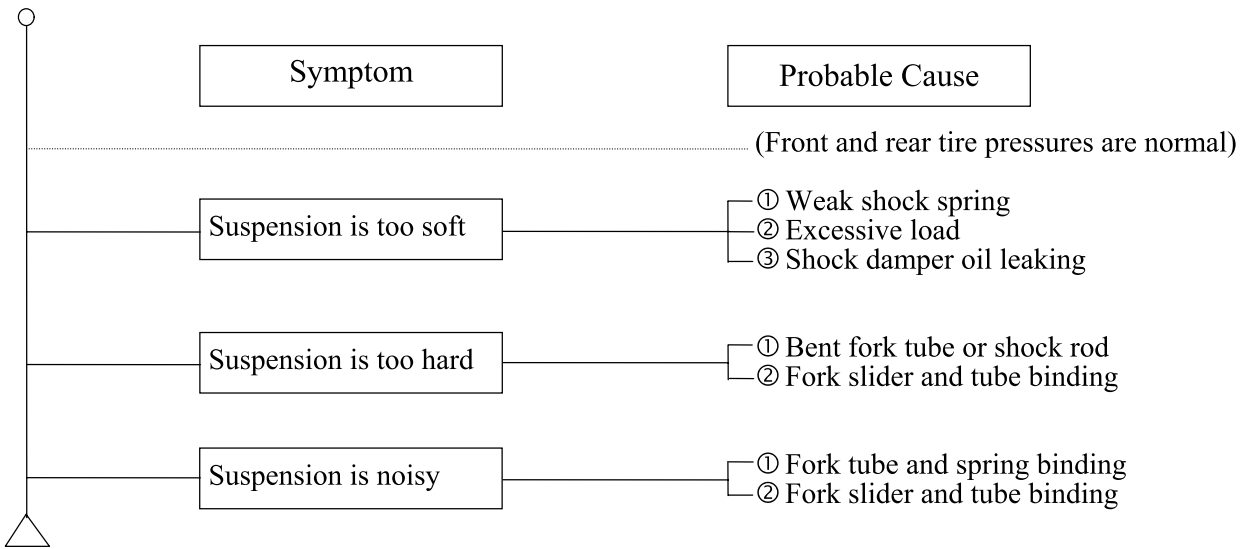 Symptom
Probable Cause
(Front and rear tire pressures are normal)
Suspension is too soft
① Weak shock spring
② Excessive load
③ Shock damper oil leaking
Suspension is too hard
① Bent fork tube or shock rod
② Fork slider and tube binding
Suspension is noisy
① Fork tube and spring binding
② Fork slider and tube binding